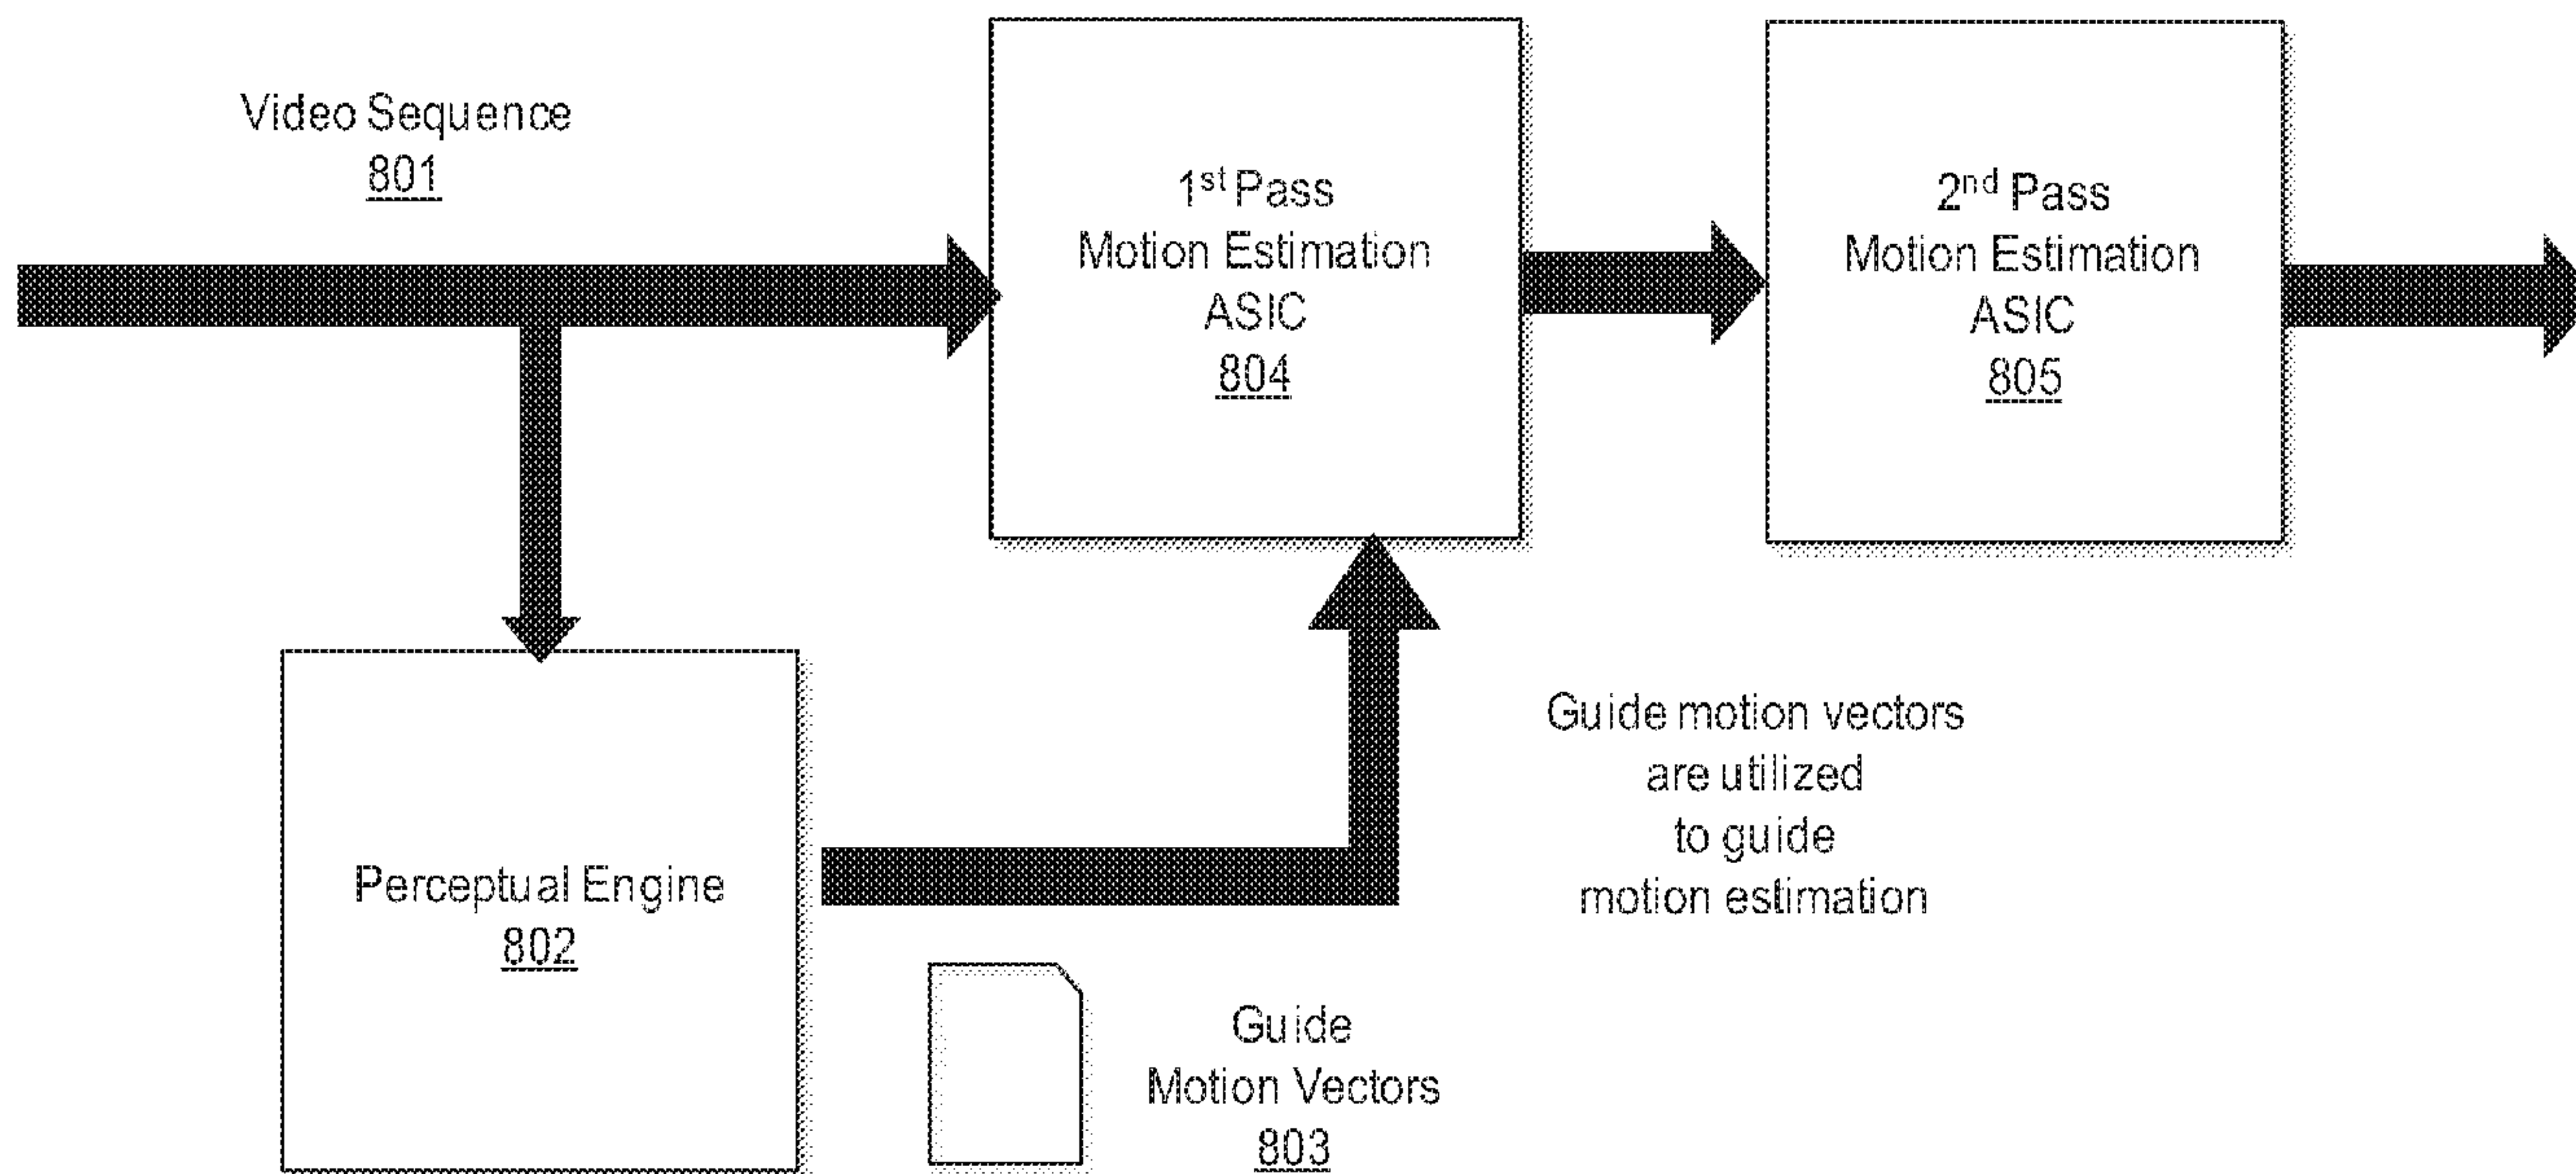 Video Sequence
801
1st Pass
Motion Estimation
ASIC
804
2nd Pass
Motion Estimation
ASIC
805
Perceptual Engine
802
Guide motion vectors
are utilized
to guide
motion estimation
Guide
Motion Vectors
803